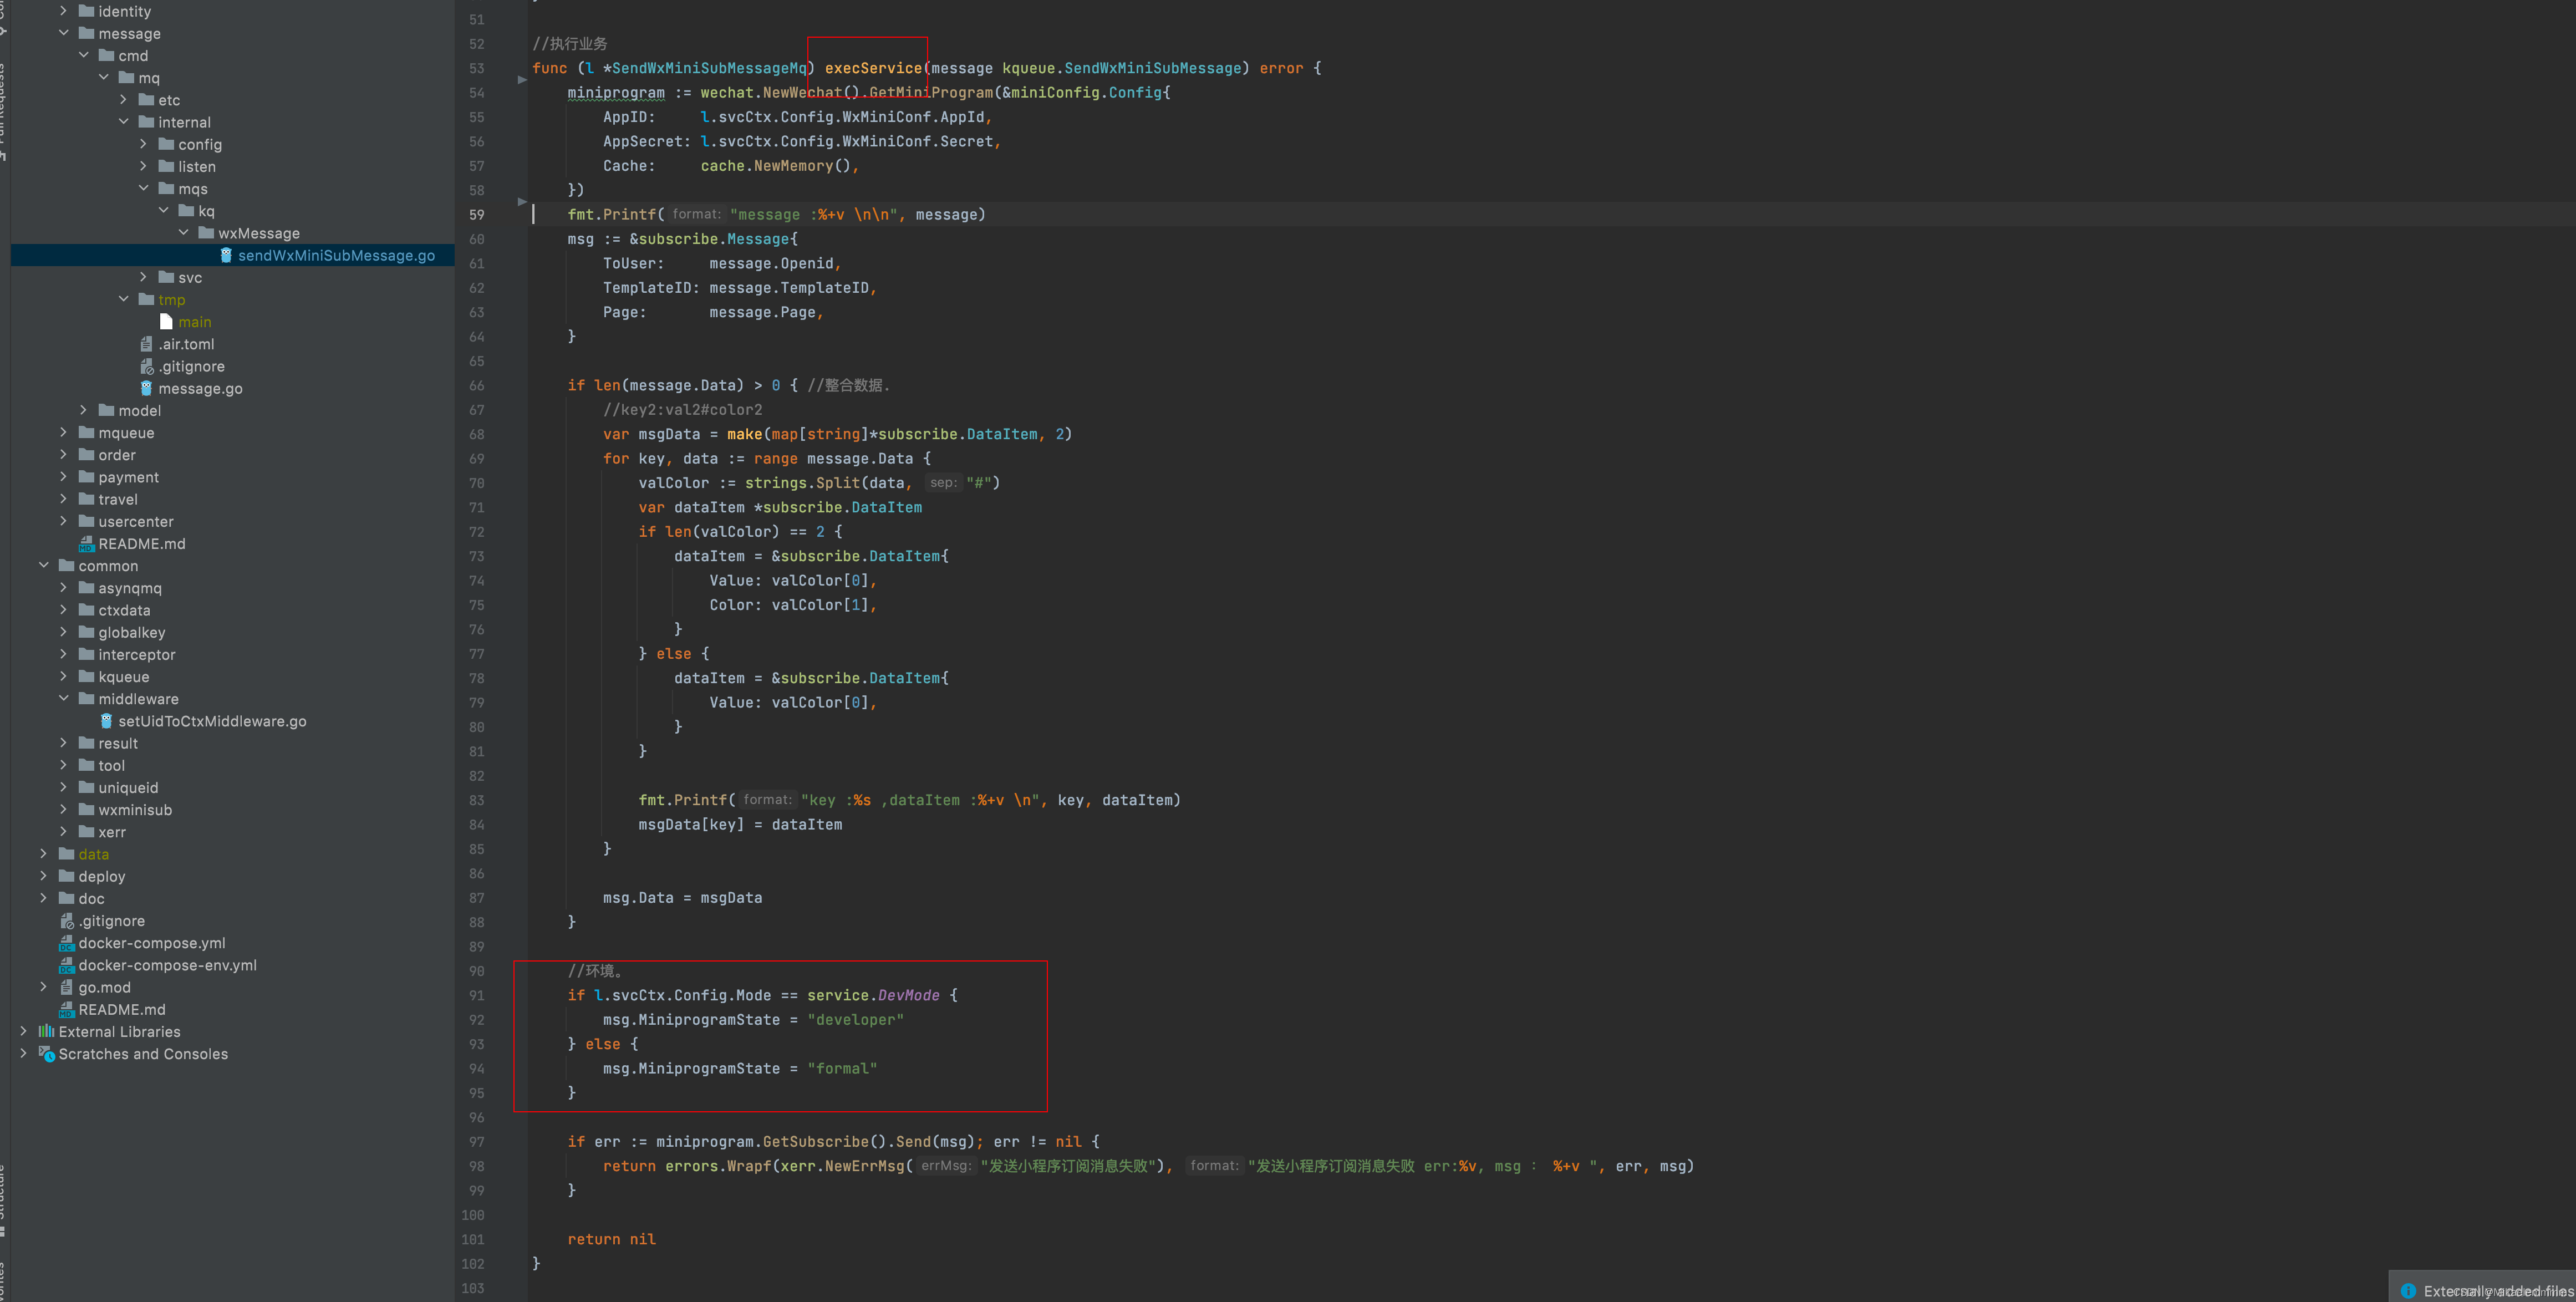 identity
message
cmd
mq
etc
internal
config
listen
mqs
kq
wxMessage
sendWxMiniSubMessage.go
svc
tmp
main
.air.toml
.gitignore
message.go
model
mqueue
order
payment
travel
usercenter
README.md
common
asynqmq
ctxdata
globalkey
interceptor
kqueue
middleware
setUidToCtxMiddleware.go
result
tool
uniqueid
wxminisub
xerr
data
deploy
doc
.gitignore
docker-compose.yml
docker-compose-env.yml
go.mod
README.md
External Libraries
Scratches and Consoles
51
52 //执行业务
53 func (l *SendWxMiniSubMessageMq) execService(message kqueue.SendWxMiniSubMessage) error {
54 miniprogram := wechat.NewWechat().GetMiniProgram(&miniConfig.Config{
55 AppID: l.svcCtx.Config.WxMiniConf.AppId,
56 AppSecret: l.svcCtx.Config.WxMiniConf.Secret,
57 Cache: cache.NewMemory(),
58 })
59 fmt.Printf( format: "message :%+v \n\n", message)
60 msg := &subscribe.Message{
61 ToUser: message.Openid,
62 TemplateID: message.TemplateID,
63 Page: message.Page,
64 }
65
66 if len(message.Data) > 0 { //整合数据.
67 //key2:val2#color2
68 var msgData = make(map[string]*subscribe.DataItem, 2)
69 for key, data := range message.Data {
70 valColor := strings.Split(data, sep: "#")
71 var dataItem *subscribe.DataItem
72 if len(valColor) == 2 {
73 dataItem = &subscribe.DataItem{
74 Value: valColor[0],
75 Color: valColor[1],
76 }
77 } else {
78 dataItem = &subscribe.DataItem{
79 Value: valColor[0],
80 }
81 }
82
83 fmt.Printf( format: "key :%s ,dataItem :%+v \n", key, dataItem)
84 msgData[key] = dataItem
85 }
86
87 msg.Data = msgData
88 }
89
90 //环境。
91 if l.svcCtx.Config.Mode == service.DevMode {
92 msg.MiniprogramState = "developer"
93 } else {
94 msg.MiniprogramState = "formal"
95 }
96
97 if err := miniprogram.GetSubscribe().Send(msg); err != nil {
98 return errors.Wrapf(xerr.NewErrMsg( errMsg: "发送小程序订阅消息失败"), format: "发送小程序订阅消息失败 err:%v, msg : %+v ", err, msg)
99 }
100
101 return nil
102 }
103
Externally added files